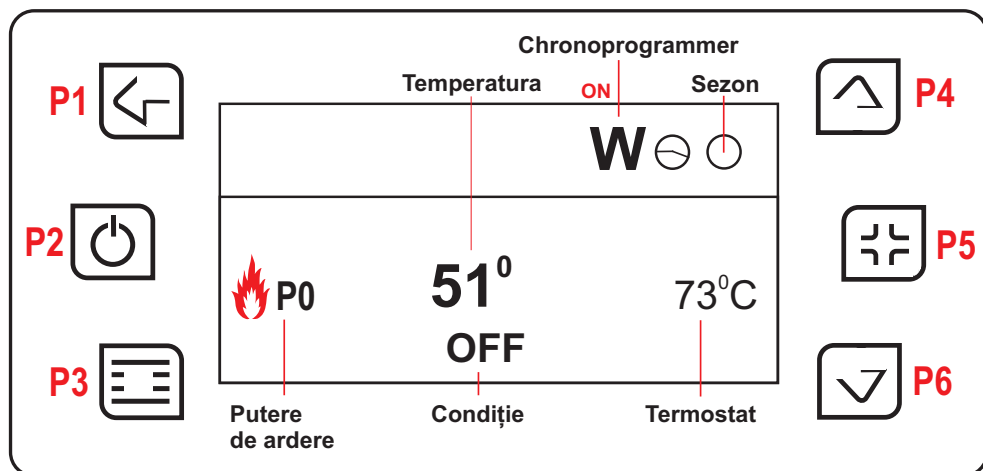 Chronoprogrammer
Temperatura
ON
Sezon
P1
P4
W
P2
P5
P0
51⁰
73⁰C
OFF
P3
P6
Putere
de ardere
Condiție
Termostat